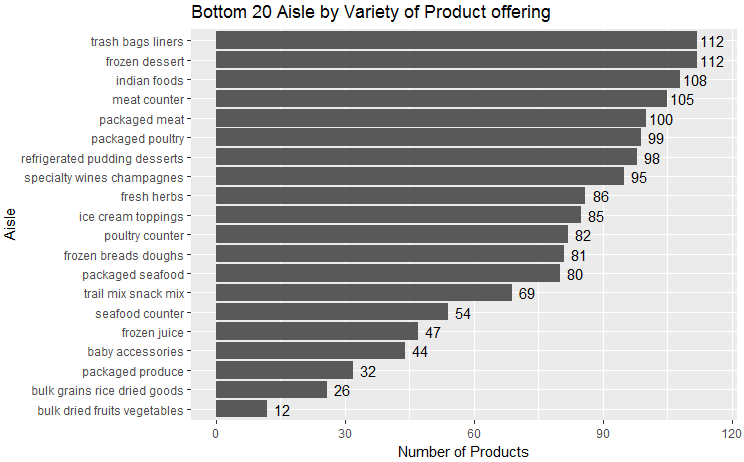 Bottom 20 Aisle by Variety of Product offering
trash bags liners 112
frozen dessert 112
indian foods 108
meat counter 105
packaged meat 100
packaged poultry 99
refrigerated pudding desserts 98
specialty wines champagnes 95
fresh herbs 86
ice cream toppings 85
poultry counter 82
frozen breads doughs 81
packaged seafood 80
trail mix snack mix 69
seafood counter 54
frozen juice 47
baby accessories 44
packaged produce 32
bulk grains rice dried goods 26
bulk dried fruits vegetables 12
Aisle
0 30 60 90 120
Number of Products